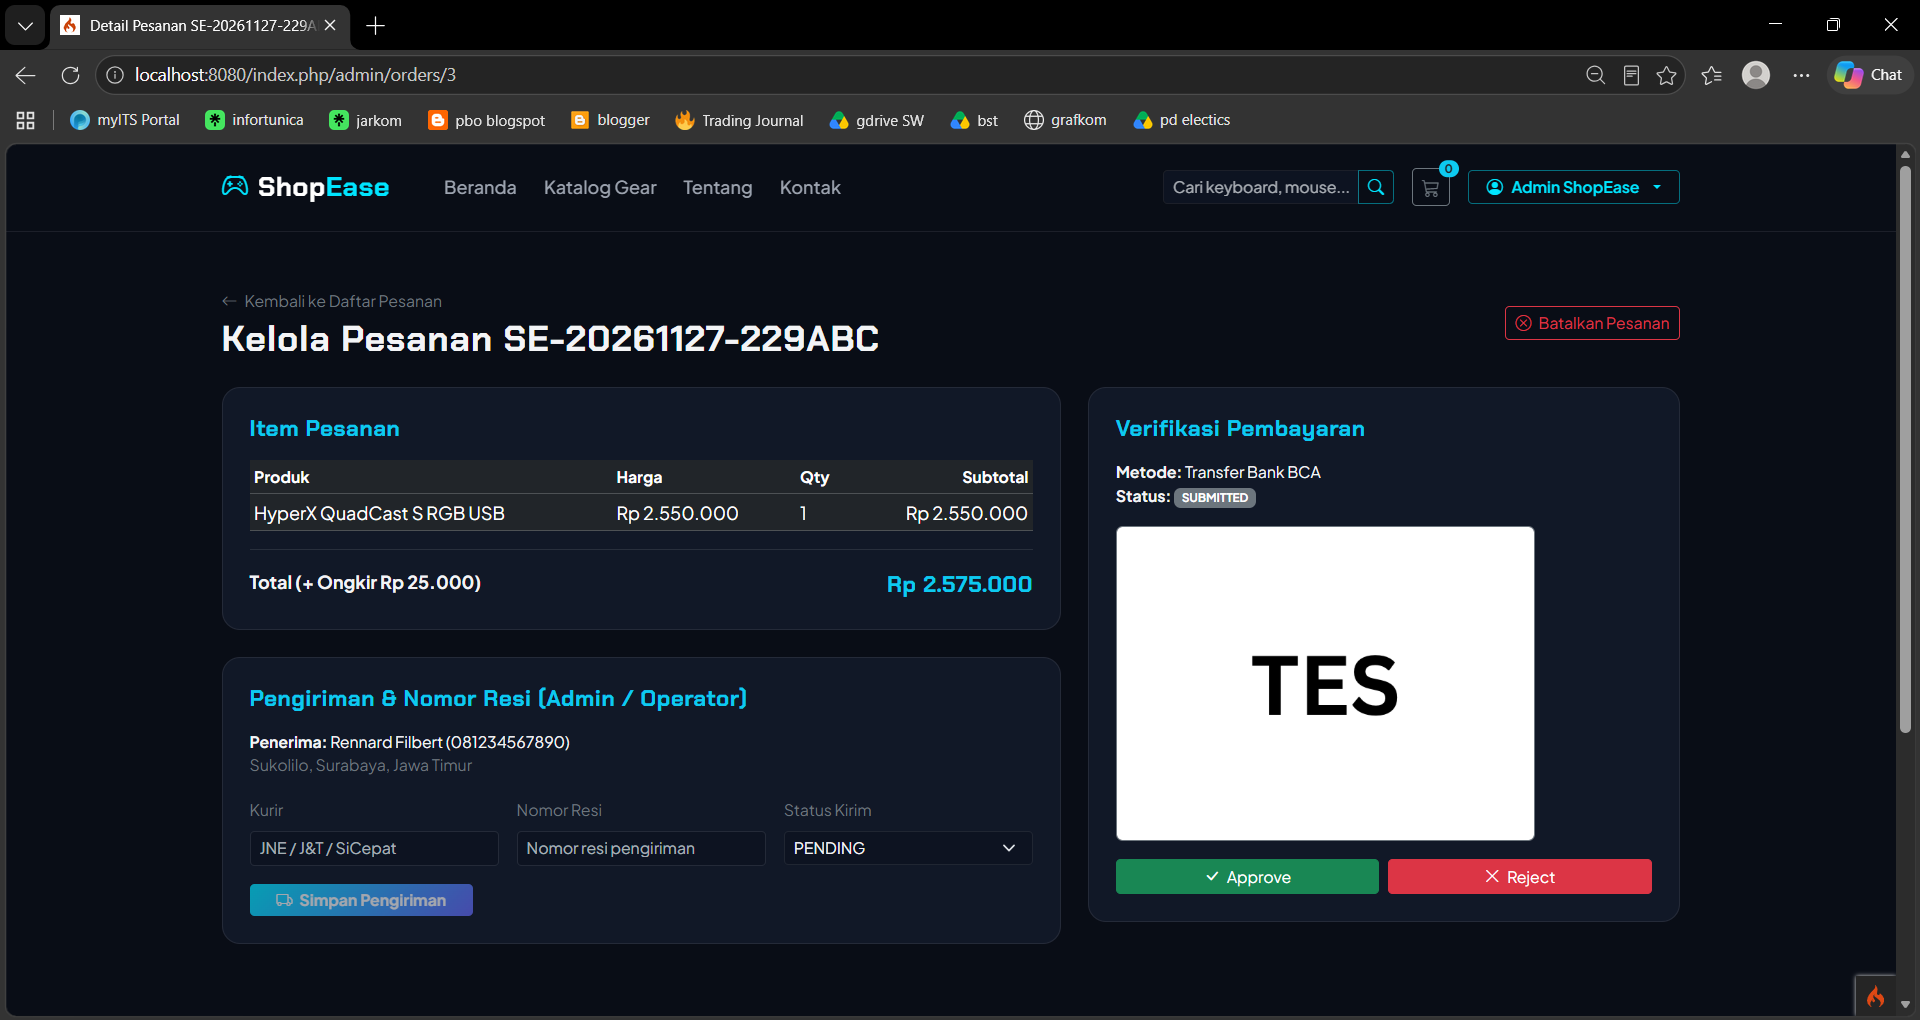 Detail Pesanan SE-20261127-229A
localhost:8080/index.php/admin/orders/3
Chat
myITS Portal
infortunica
jarkom
pbo blogspot
blogger
Trading Journal
gdrive SW
bst
grafkom
pd electics
ShopEase
Beranda
Katalog Gear
Tentang
Kontak
Cari keyboard, mouse...
0
Admin ShopEase
Kembali ke Daftar Pesanan
Kelola Pesanan SE-20261127-229ABC
Batalkan Pesanan
Item Pesanan
Produk Harga Qty Subtotal
HyperX QuadCast S RGB USB Rp 2.550.000 1 Rp 2.550.000
Total (+ Ongkir Rp 25.000) Rp 2.575.000
Pengiriman & Nomor Resi (Admin / Operator)
Penerima: Rennard Filbert (081234567890)
Sukolilo, Surabaya, Jawa Timur
Kurir Nomor Resi Status Kirim
JNE / J&T / SiCepat Nomor resi pengiriman PENDING
Simpan Pengiriman
Verifikasi Pembayaran
Metode: Transfer Bank BCA
Status: SUBMITTED
TES
Approve
Reject